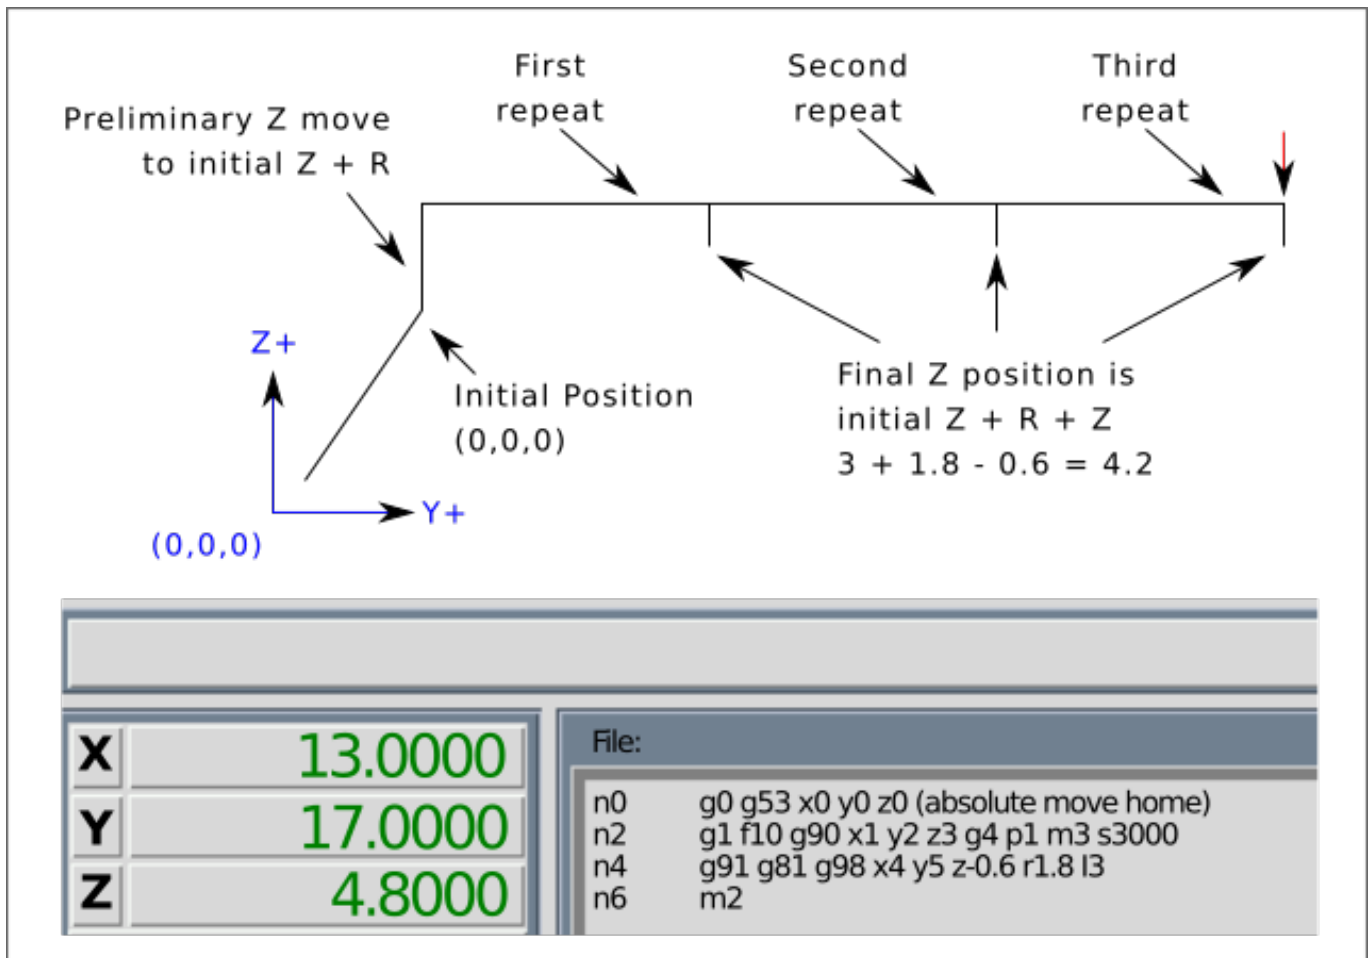 First
repeat
Second
repeat
Third
repeat
Preliminary Z move
to initial Z + R
Z+
Initial Position
(0,0,0)
Final Z position is
initial Z + R + Z
3 + 1.8 - 0.6 = 4.2
Y+
(0,0,0)
X 13.0000
Y 17.0000
Z 4.8000
File:
n0 g0 g53 x0 y0 z0 (absolute move home)
n2 g1 f10 g90 x1 y2 z3 g4 p1 m3 s3000
n4 g91 g81 g98 x4 y5 z-0.6 r1.8 l3
n6 m2